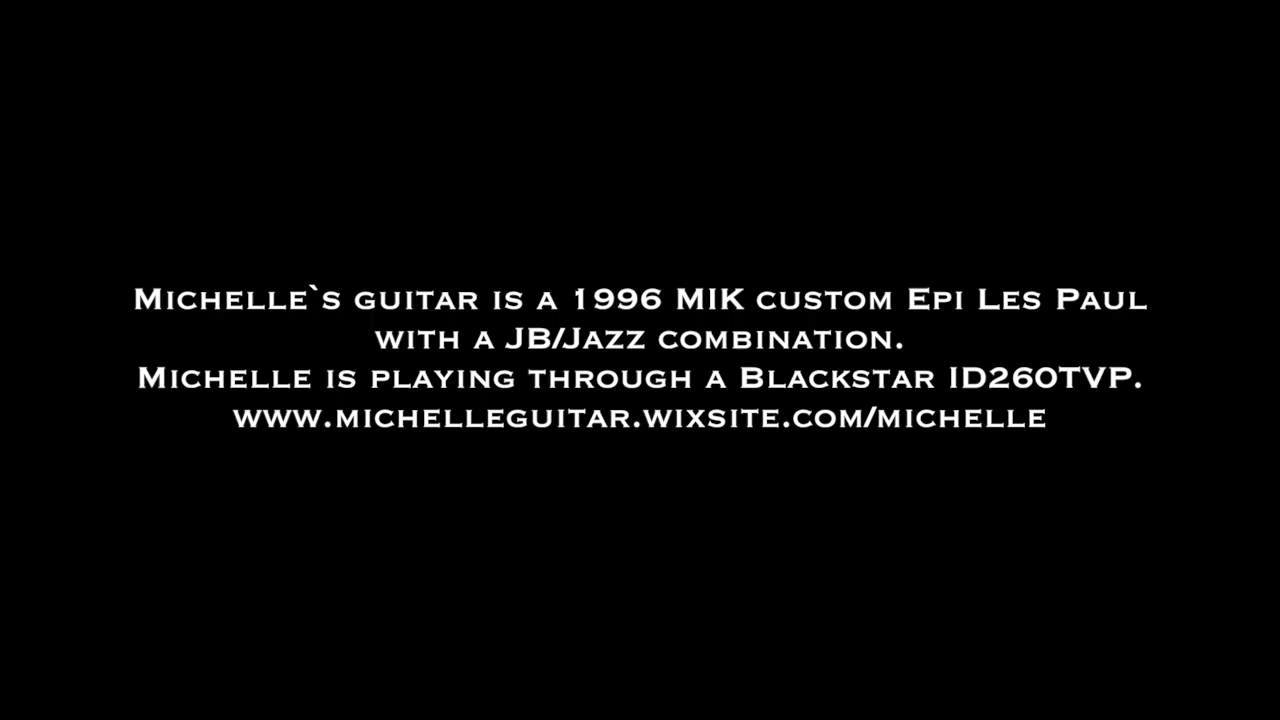 Michelle`s guitar is a 1996 MIK custom Epi Les Paul
with a JB/Jazz combination.
Michelle is playing through a Blackstar ID260TVP.
www.michelleguitar.wixsite.com/michelle